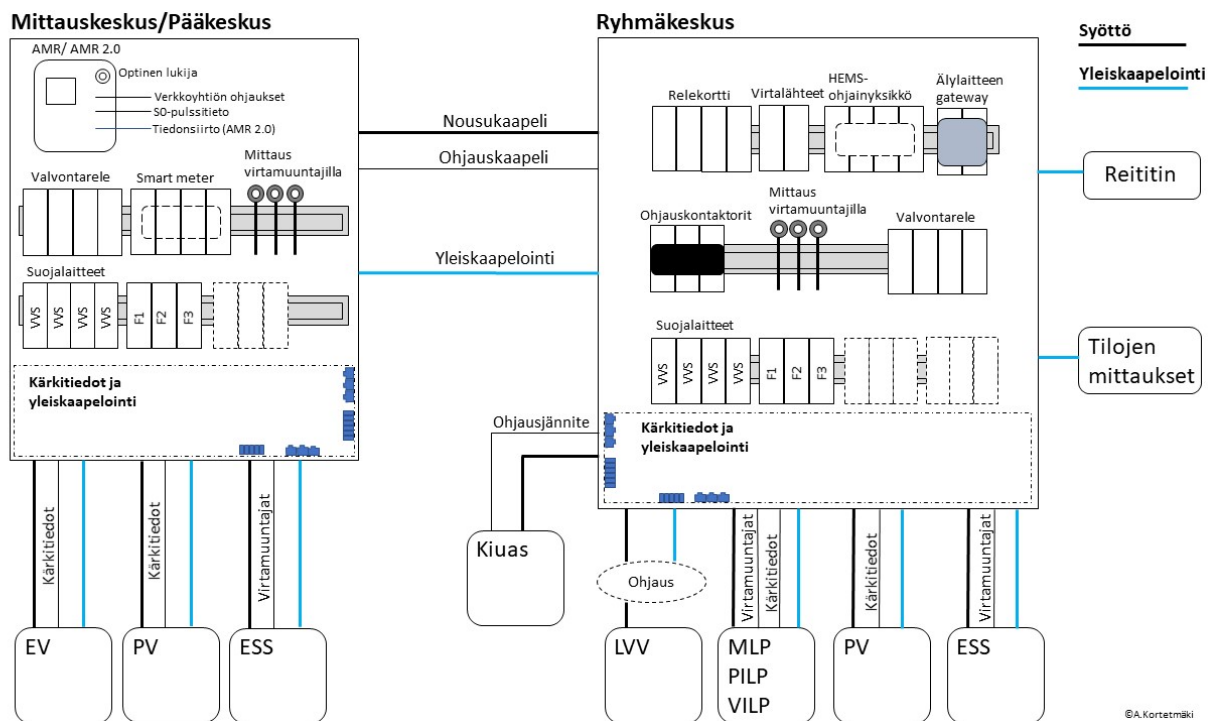 Mittauskeskus/Pääkeskus
AMR/ AMR 2.0
Optinen lukija
Verkkoyhtiön ohjaukset
S0-pulssitieto
Tiedonsiirto (AMR 2.0)
Valvontarele
Smart meter
Mittaus
virtamuuntajilla
Suojalaitteet
VVS
VVS
VVS
VVS
F1
F2
F3
Kärkitiedot ja
yleiskaapelointi
Kärkitiedot
Kärkitiedot
Virtamuuntajat
EV
PV
ESS
Nousukaapeli
Ohjauskaapeli
Yleiskaapelointi
Ryhmäkeskus
Relekortti
Virtalähteet
HEMS-
ohjainyksikkö
Älylaitteen
gateway
Ohjauskontaktorit
Mittaus
virtamuuntajilla
Valvontarele
Suojalaitteet
VVS
VVS
VVS
VVS
F1
F2
F3
Ohjausjännite
Kärkitiedot ja
yleiskaapelointi
Kiuas
Ohjaus
Virtamuuntajat
Kärkitiedot
Kärkitiedot
Virtamuuntajat
LVV
MLP
PILP
VILP
PV
ESS
Syöttö
Yleiskaapelointi
Reititin
Tilojen
mittaukset
©A.Kortetmäki